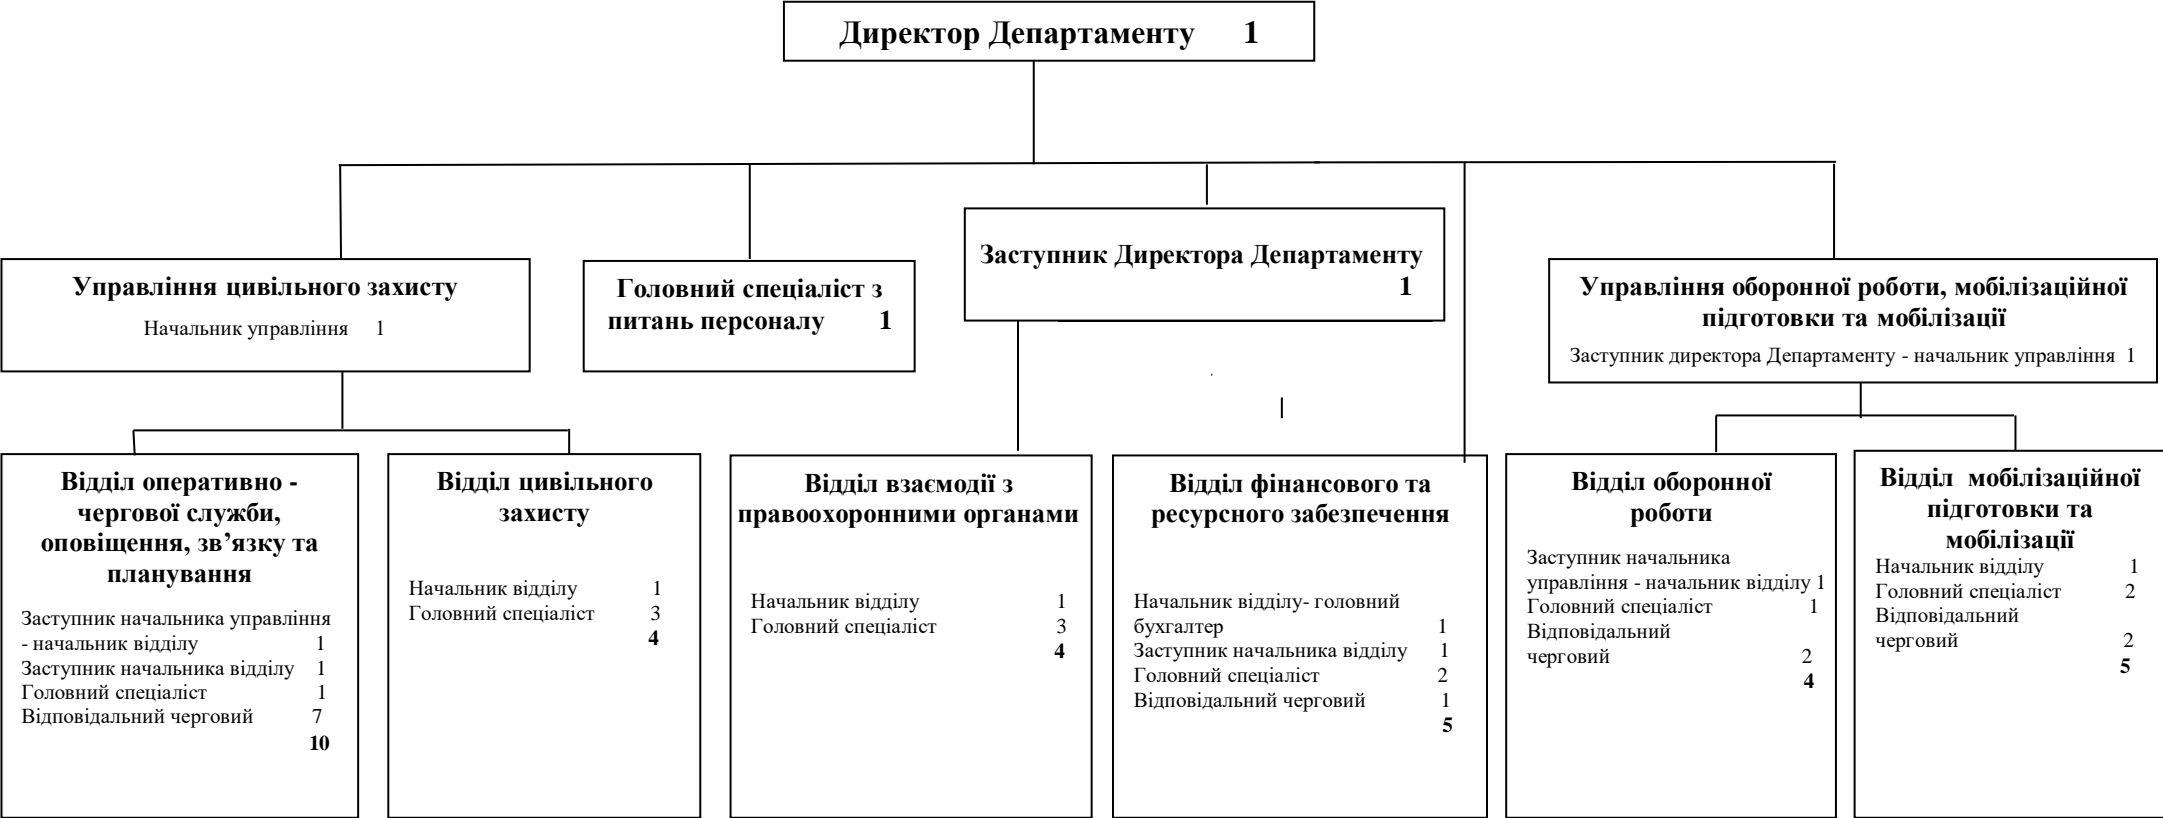 Директор Департаменту 1
Заступник Директора Департаменту
1
Управління цивільного захисту
Начальник управління 1
Головний спеціаліст з
питань персоналу 1
Управління оборонної роботи, мобілізаційної
підготовки та мобілізації
Заступник директора Департаменту - начальник управління 1
Відділ оперативно -
чергової служби,
оповіщення, зв’язку та
планування
Заступник начальника управління
- начальник відділу 1
Заступник начальника відділу 1
Головний спеціаліст 1
Відповідальний черговий 7
10
Відділ цивільного
захисту
Начальник відділу 1
Головний спеціаліст 3
4
Відділ взаємодії з
правоохоронними органами
Начальник відділу 1
Головний спеціаліст 3
4
Відділ фінансового та
ресурсного забезпечення
Начальник відділу- головний
бухгалтер 1
Заступник начальника відділу 1
Головний спеціаліст 2
Відповідальний черговий 1
5
Відділ оборонної
роботи
Заступник начальника
управління - начальник відділу 1
Головний спеціаліст 1
Відповідальний
черговий 2
4
Відділ мобілізаційної
підготовки та
мобілізації
Начальник відділу 1
Головний спеціаліст 2
Відповідальний
черговий 2
5